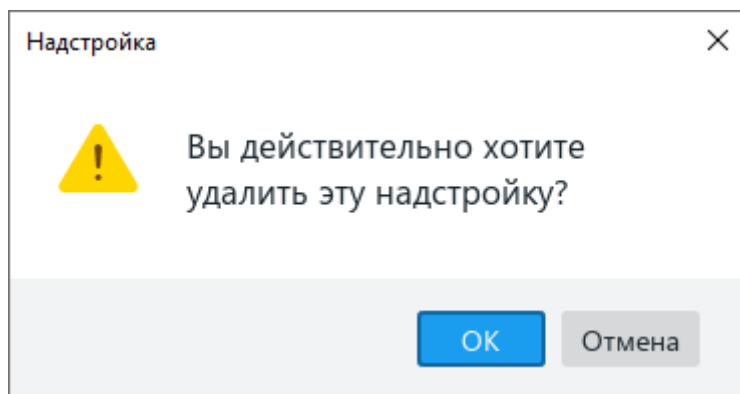 Надстройка
Вы действительно хотите
удалить эту надстройку?
ОК
Отмена